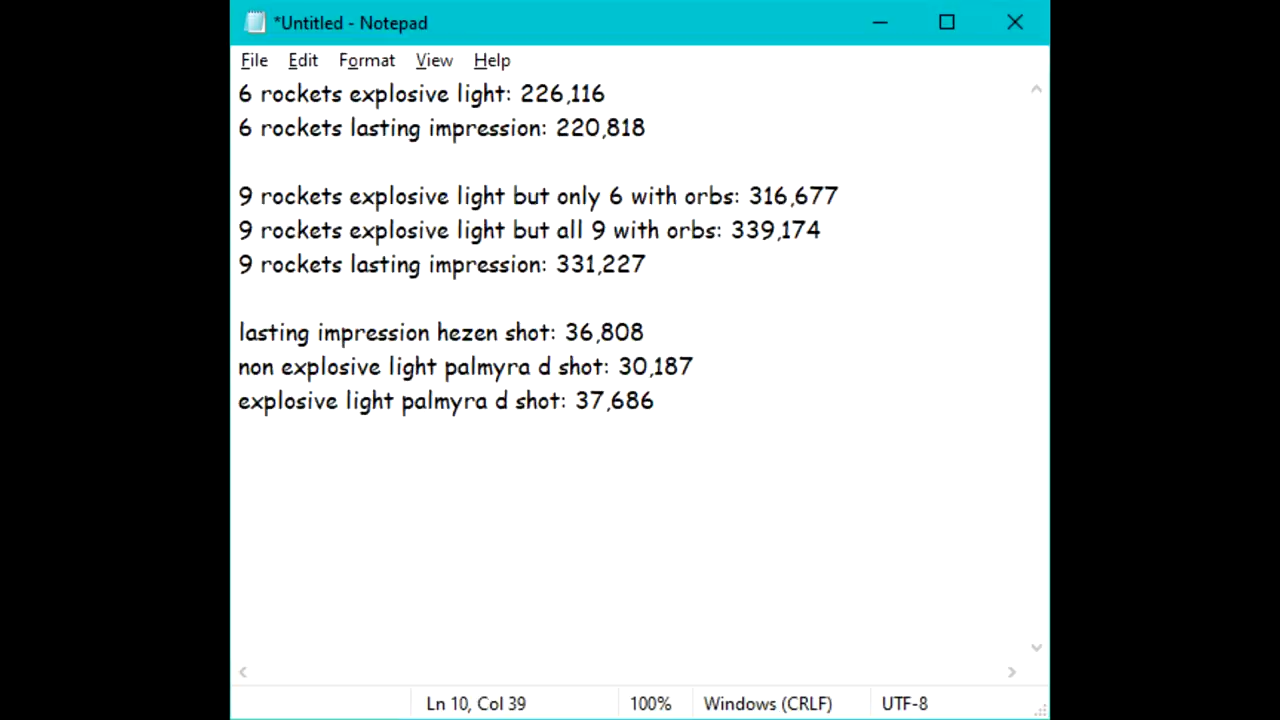 *Untitled - Notepad
File Edit Format View Help
6 rockets explosive light: 226,116
6 rockets lasting impression: 220,818
9 rockets explosive light but only 6 with orbs: 316,677
9 rockets explosive light but all 9 with orbs: 339,174
9 rockets lasting impression: 331,227
lasting impression hezen shot: 36,808
non explosive light palmyra d shot: 30,187
explosive light palmyra d shot: 37,686
Ln 10, Col 39 100% Windows (CRLF) UTF-8